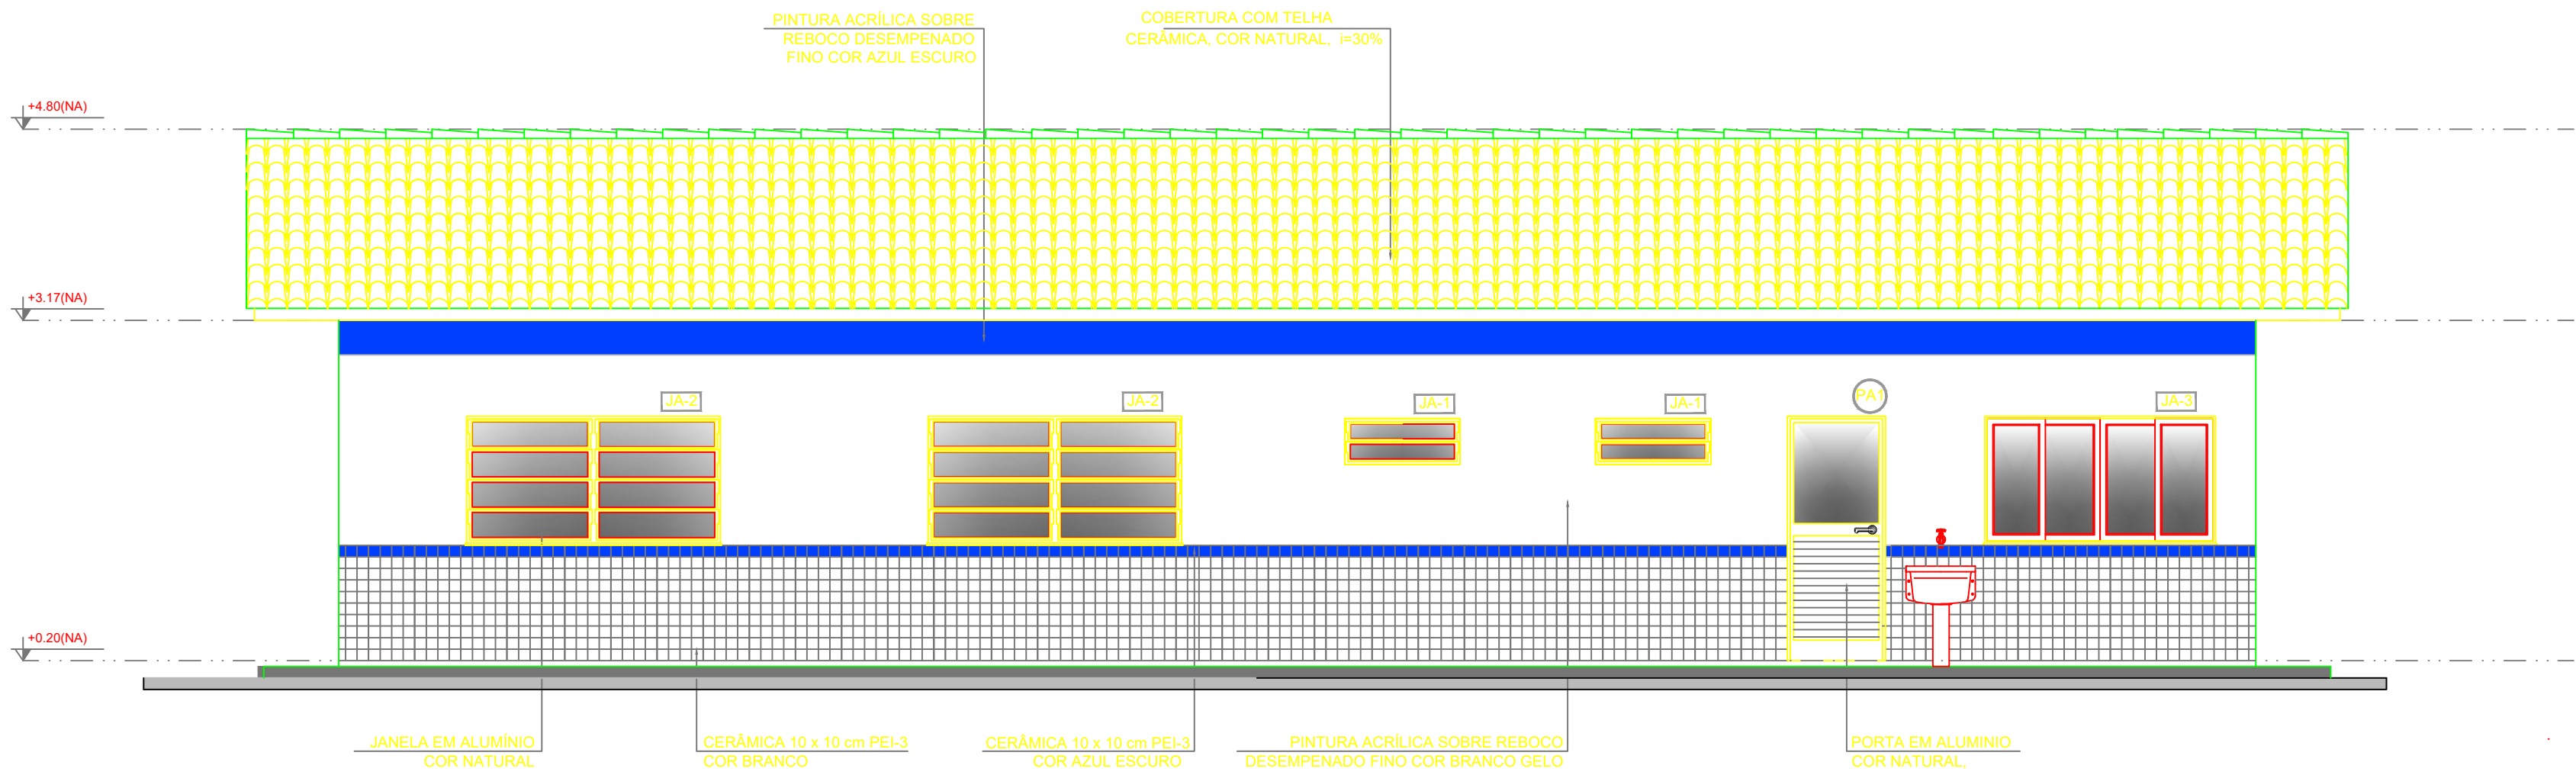 PINTURA ACRÍLICA SOBRE
REBOCO DESEMPENADO
FINO COR AZUL ESCURO
COBERTURA COM TELHA
CERÂMICA, COR NATURAL, i=30%
+4.80(NA)
+3.17(NA)
JA-2
JA-2
JA-1
JA-1
PA1
JA-3
+0.20(NA)
JANELA EM ALUMÍNIO
COR NATURAL
CERÂMICA 10 x 10 cm PEI-3
COR BRANCO
CERÂMICA 10 x 10 cm PEI-3
COR AZUL ESCURO
PINTURA ACRÍLICA SOBRE REBOCO
DESEMPENADO FINO COR BRANCO GELO
PORTA EM ALUMINIO
COR NATURAL.